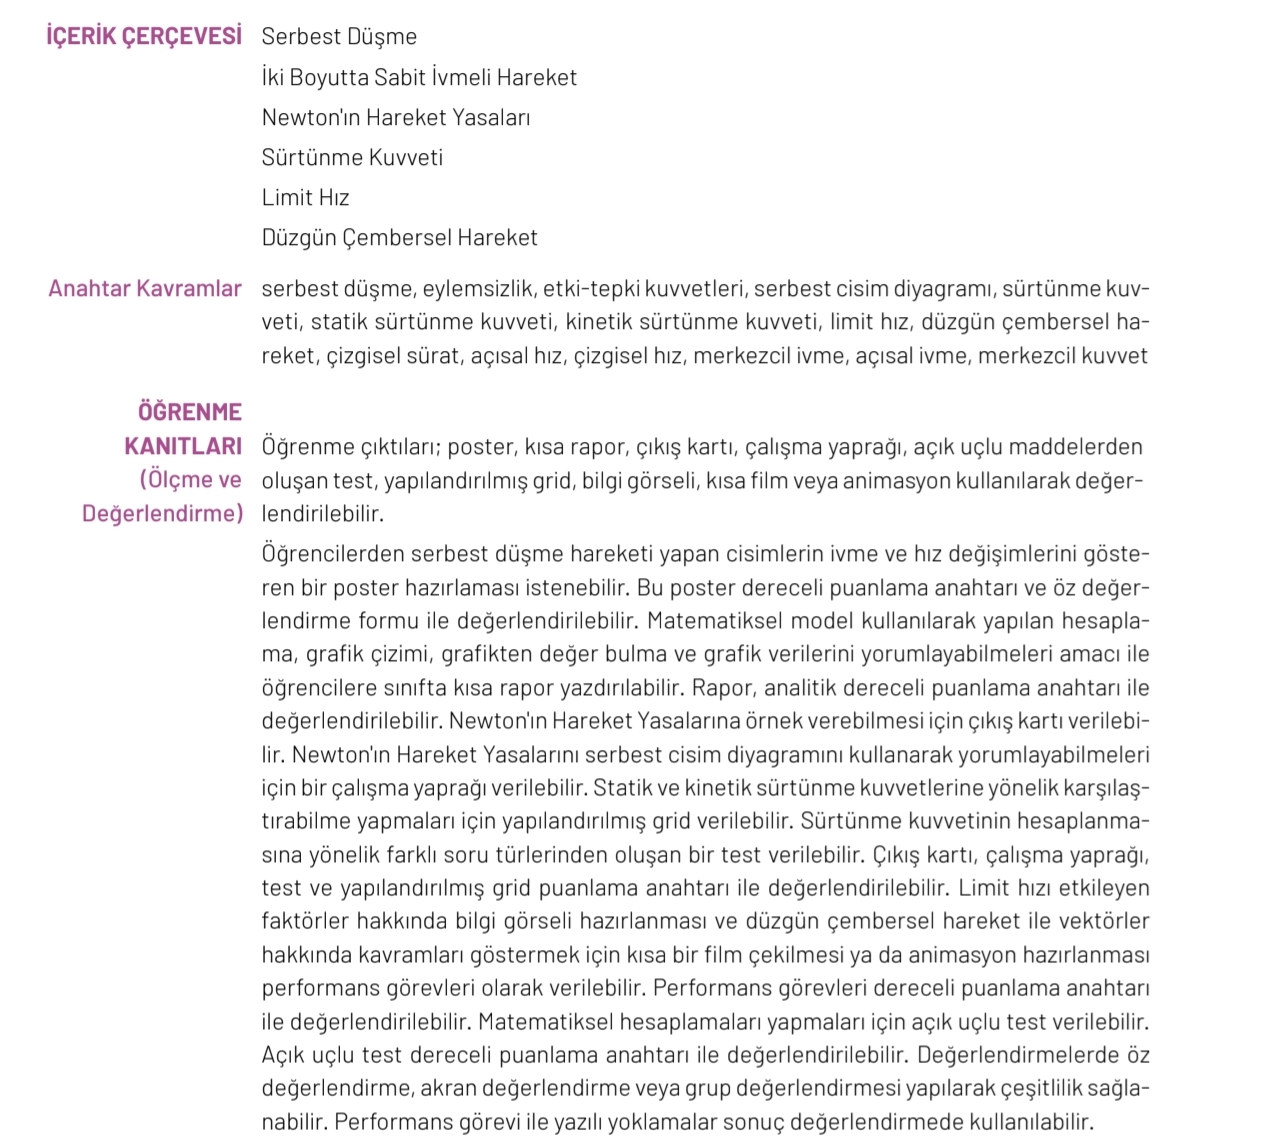 İÇERİK ÇERÇEVESİ Serbest Düşme
İki Boyutta Sabit İvmeli Hareket
Newton'ın Hareket Yasaları
Sürtünme Kuvveti
Limit Hız
Düzgün Çembersel Hareket
Anahtar Kavramlar serbest düşme, eylemsizlik, etki-tepki kuvvetleri, serbest cisim diyagramı, sürtünme kuv-
veti, statik sürtünme kuvveti, kinetik sürtünme kuvveti, limit hız, düzgün çembersel ha-
reket, çizgisel sürat, açısal hız, çizgisel hız, merkezcil ivme, açısal ivme, merkezcil kuvvet
ÖĞRENME
KANITLARI Öğrenme çıktıları; poster, kısa rapor, çıkış kartı, çalışma yaprağı, açık uçlu maddelerden
(Ölçme ve oluşan test, yapılandırılmış grid, bilgi görseli, kısa film veya animasyon kullanılarak değer-
Değerlendirme) lendirilebilir.
Öğrencilerden serbest düşme hareketi yapan cisimlerin ivme ve hız değişimlerini göste-
ren bir poster hazırlaması istenebilir. Bu poster dereceli puanlama anahtarı ve öz değer-
lendirme formu ile değerlendirilebilir. Matematiksel model kullanılarak yapılan hesapla-
ma, grafik çizimi, grafikten değer bulma ve grafik verilerini yorumlayabilmeleri amacı ile
öğrencilere sınıfta kısa rapor yazdırılabilir. Rapor, analitik dereceli puanlama anahtarı ile
değerlendirilebilir. Newton'ın Hareket Yasalarına örnek verebilmesi için çıkış kartı verilebi-
lir. Newton'ın Hareket Yasalarını serbest cisim diyagramını kullanarak yorumlayabilmeleri
için bir çalışma yaprağı verilebilir. Statik ve kinetik sürtünme kuvvetlerine yönelik karşılaş-
tırabilme yapmaları için yapılandırılmış grid verilebilir. Sürtünme kuvvetinin hesaplanma-
sına yönelik farklı soru türlerinden oluşan bir test verilebilir. Çıkış kartı, çalışma yaprağı,
test ve yapılandırılmış grid puanlama anahtarı ile değerlendirilebilir. Limit hızı etkileyen
faktörler hakkında bilgi görseli hazırlanması ve düzgün çembersel hareket ile vektörler
hakkında kavramları göstermek için kısa bir film çekilmesi ya da animasyon hazırlanması
performans görevleri olarak verilebilir. Performans görevleri dereceli puanlama anahtarı
ile değerlendirilebilir. Matematiksel hesaplamaları yapmaları için açık uçlu test verilebilir.
Açık uçlu test dereceli puanlama anahtarı ile değerlendirilebilir. Değerlendirmelerde öz
değerlendirme, akran değerlendirme veya grup değerlendirmesi yapılarak çeşitlilik sağla-
nabilir. Performans görevi ile yazılı yoklamalar sonuç değerlendirmede kullanılabilir.